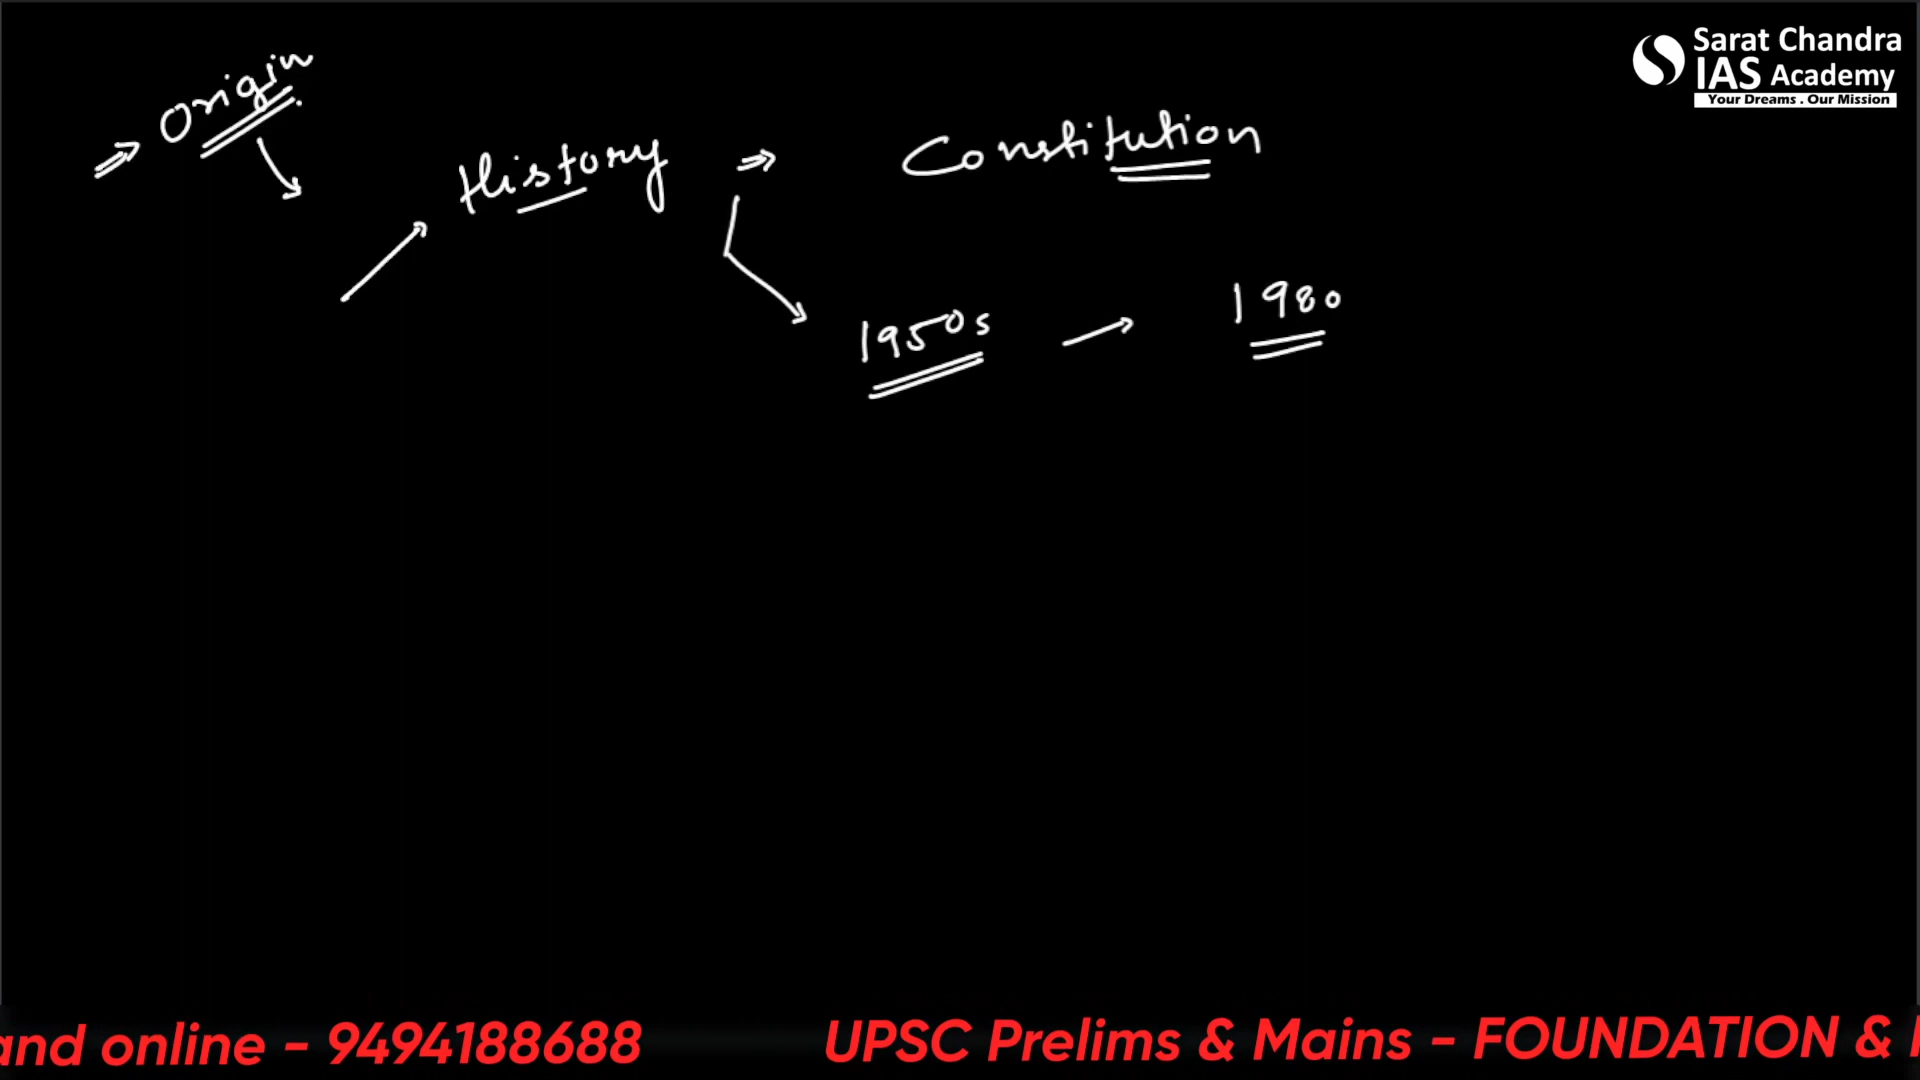 Sarat Chandra
IAS Academy
Your Dreams . Our Mission
⇒ Origin
History ⇒ Constitution
1950s → 1980
and online - 9494188688 UPSC Prelims & Mains - FOUNDATION &